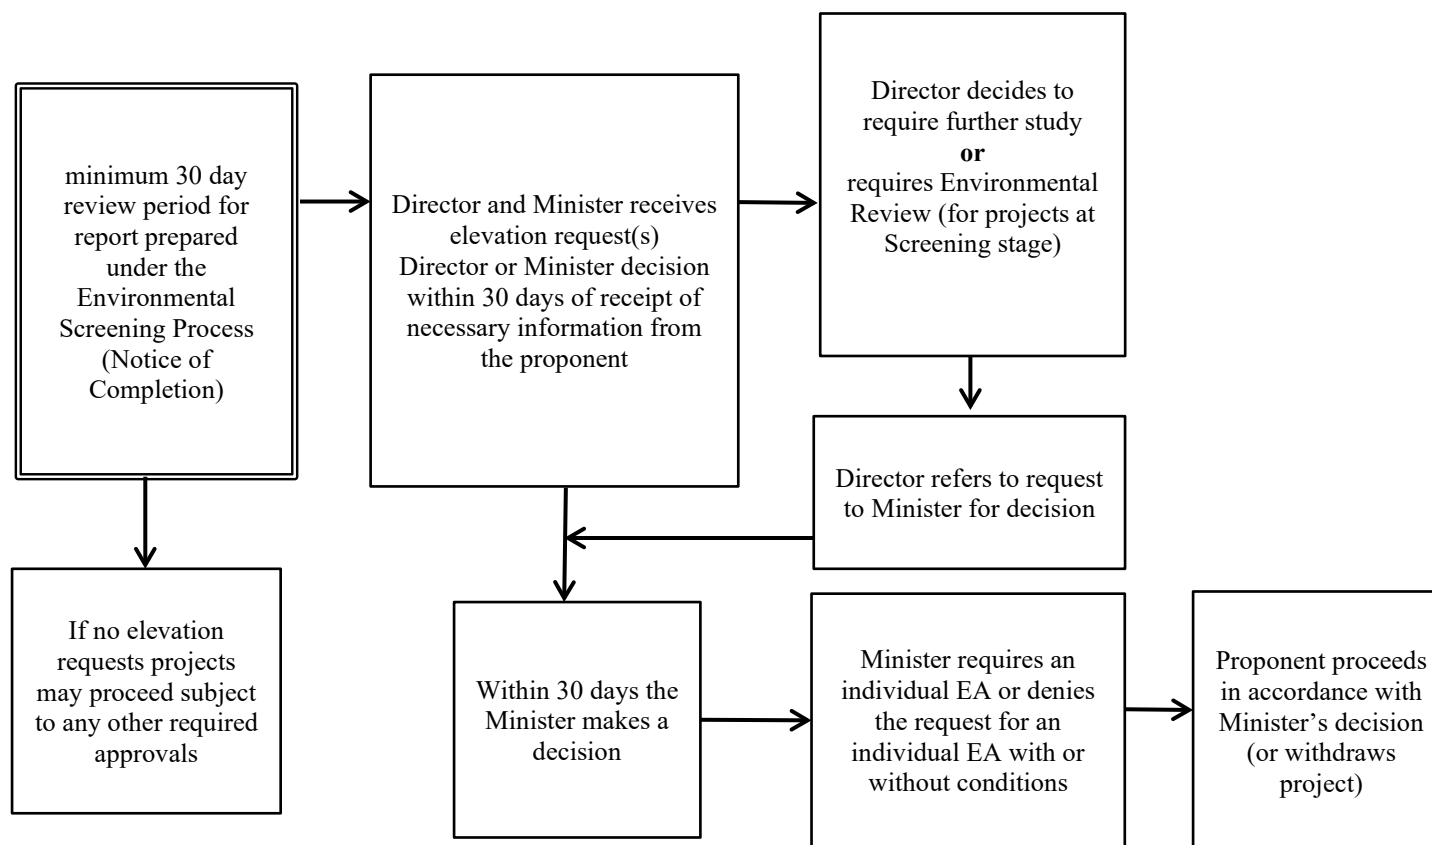 minimum 30 day
review period for
report prepared
under the
Environmental
Screening Process
(Notice of
Completion)
Director and Minister receives
elevation request(s)
Director or Minister decision
within 30 days of receipt of
necessary information from
the proponent
Director decides to
require further study
or
requires Environmental
Review (for projects at
Screening stage)
Director refers to request
to Minister for decision
If no elevation
requests projects
may proceed subject
to any other required
approvals
Within 30 days the
Minister makes a
decision
Minister requires an
individual EA or denies
the request for an
individual EA with or
without conditions
Proponent proceeds
in accordance with
Minister’s decision
(or withdraws
project)